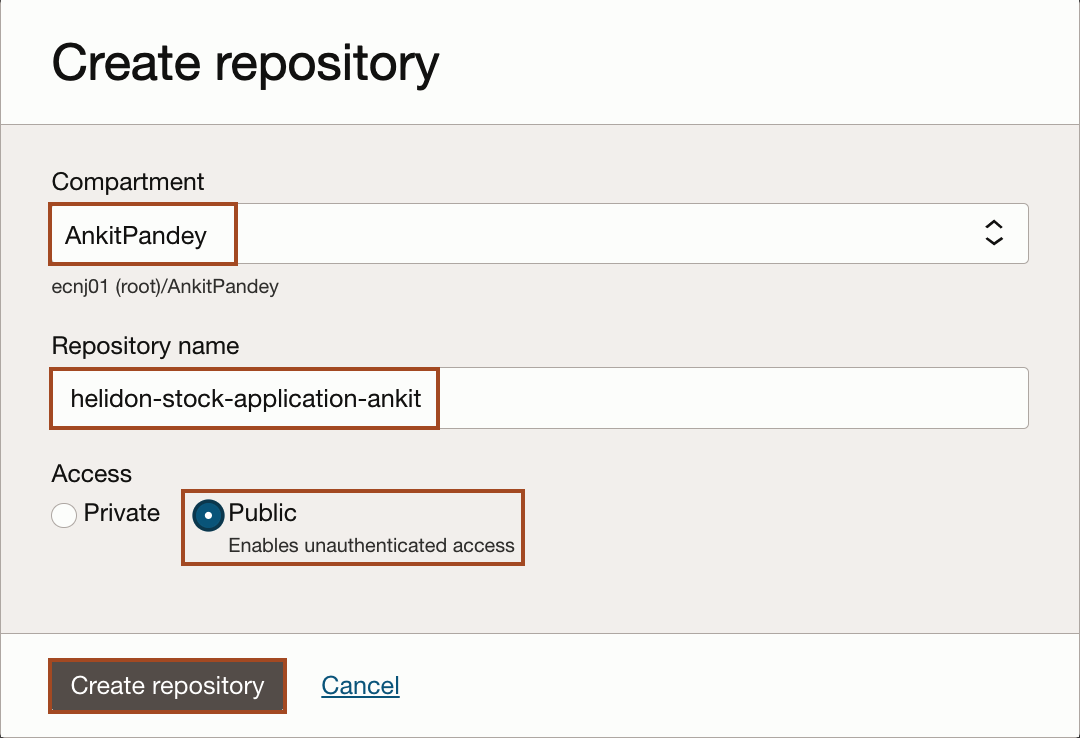 Create repository
Compartment
AnkitPandey
ecnj01 (root)/AnkitPandey
Repository name
helidon-stock-application-ankit
Access
Private
Public
Enables unauthenticated access
Create repository
Cancel